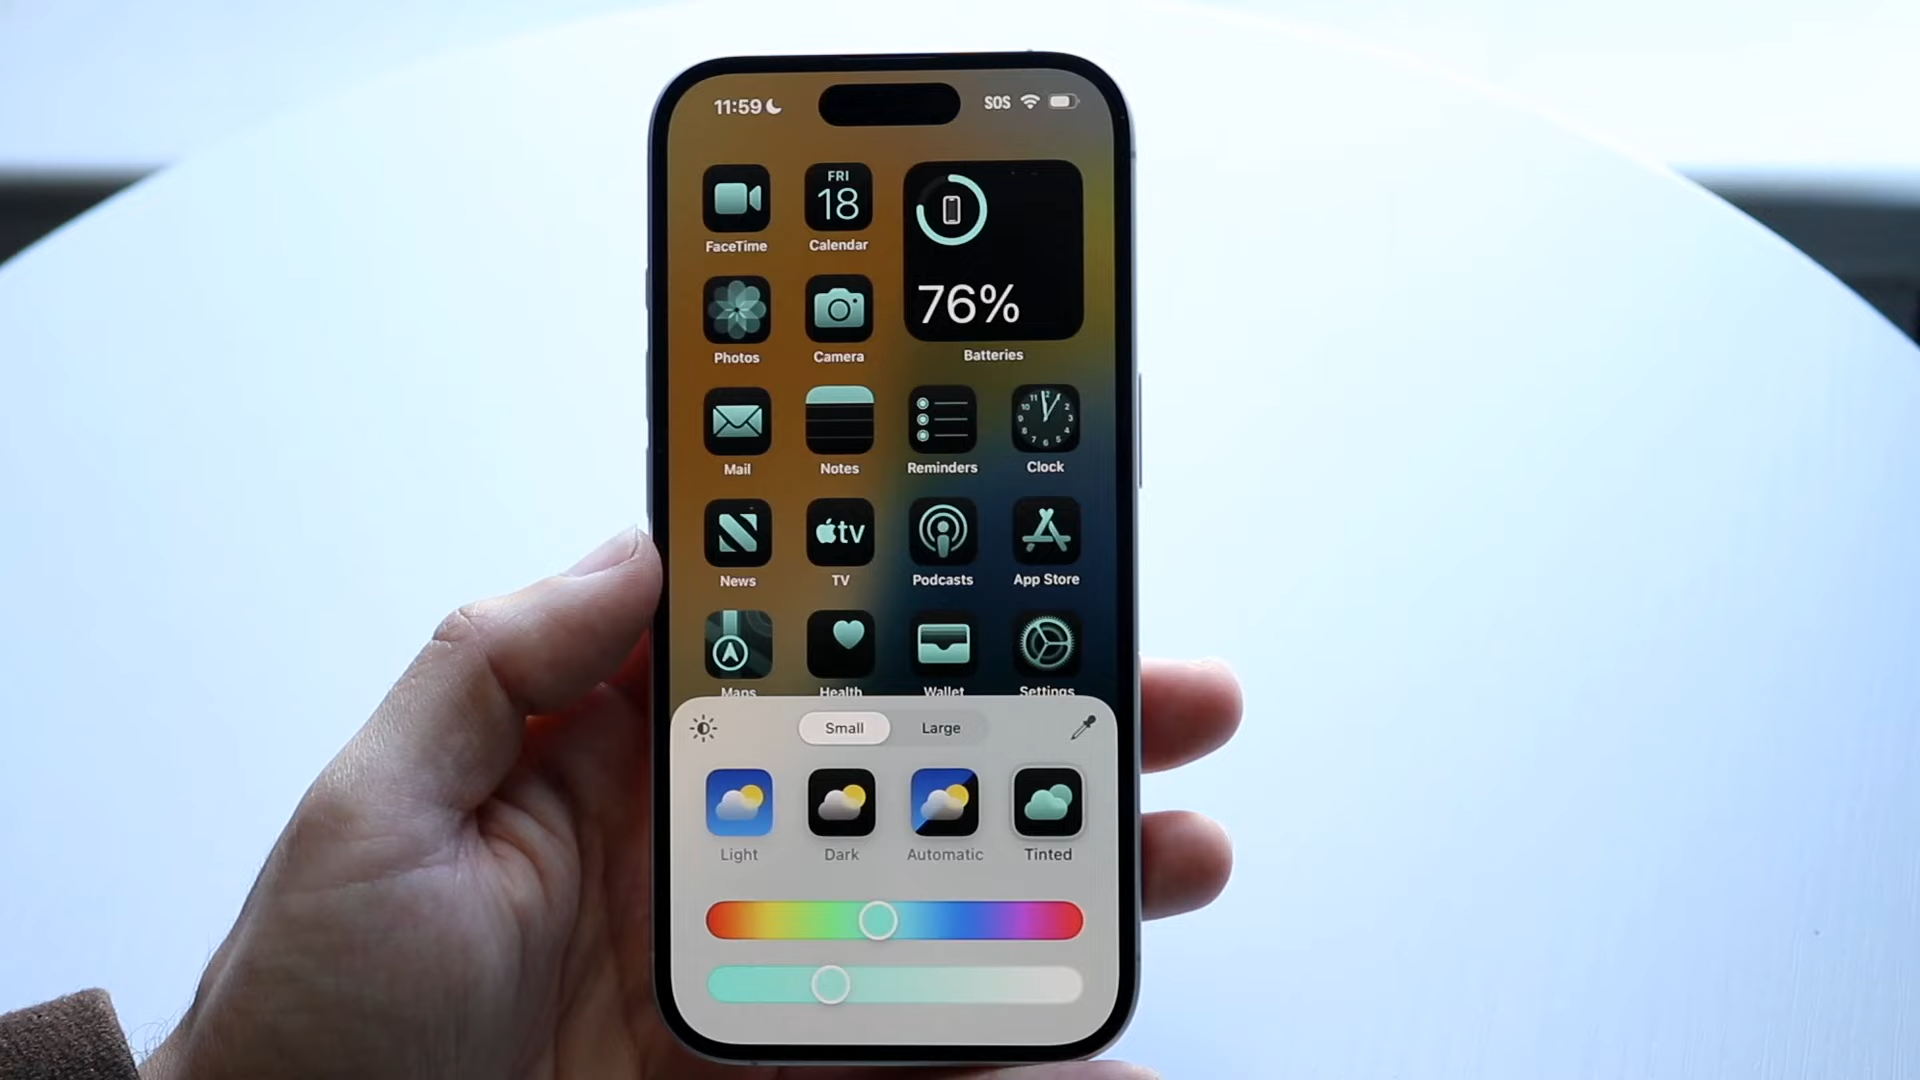 11:59
SOS
FRI
18
FaceTime
Calendar
76%
Photos
Camera
Batteries
Mail
Notes
Reminders
Clock
tv
News
TV
Podcasts
App Store
Maps
Health
Wallet
Settings
Small
Large
Light
Dark
Automatic
Tinted